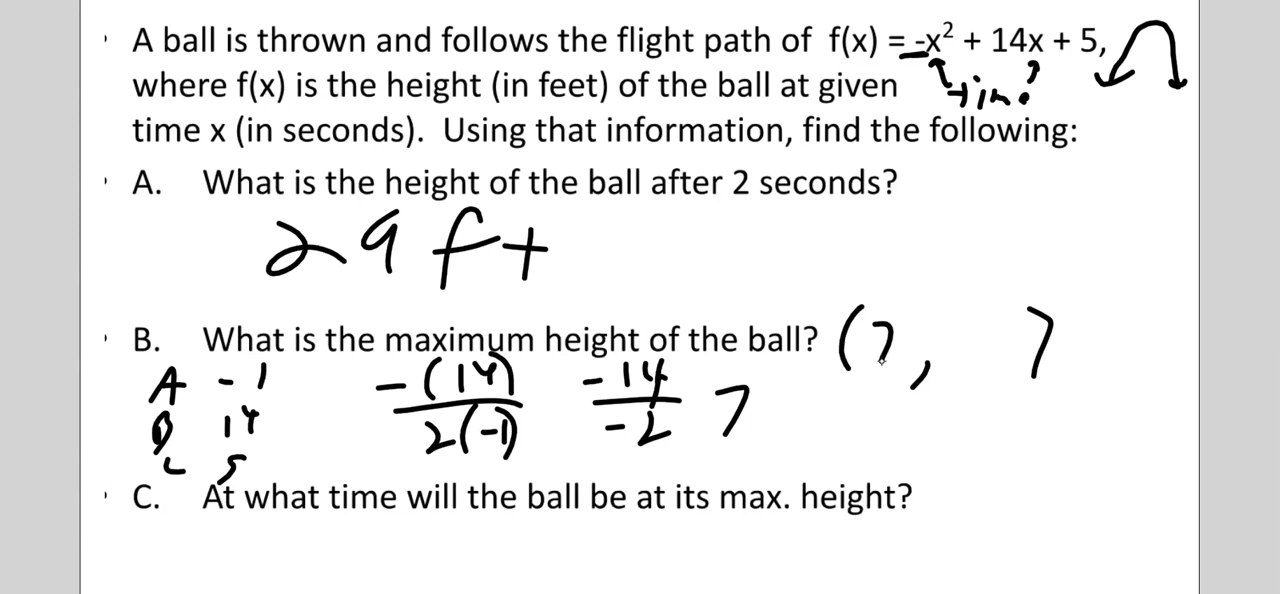 A ball is thrown and follows the flight path of f(x) = -x² + 14x + 5,
where f(x) is the height (in feet) of the ball at given
time
time x (in seconds). Using that information, find the following:
A. What is the height of the ball after 2 seconds?
29 ft
B. What is the maximum height of the ball? (7, )
A -1
B 14
C 5
-(14) / 2(-1) -14 / -2 7
C. At what time will the ball be at its max. height?